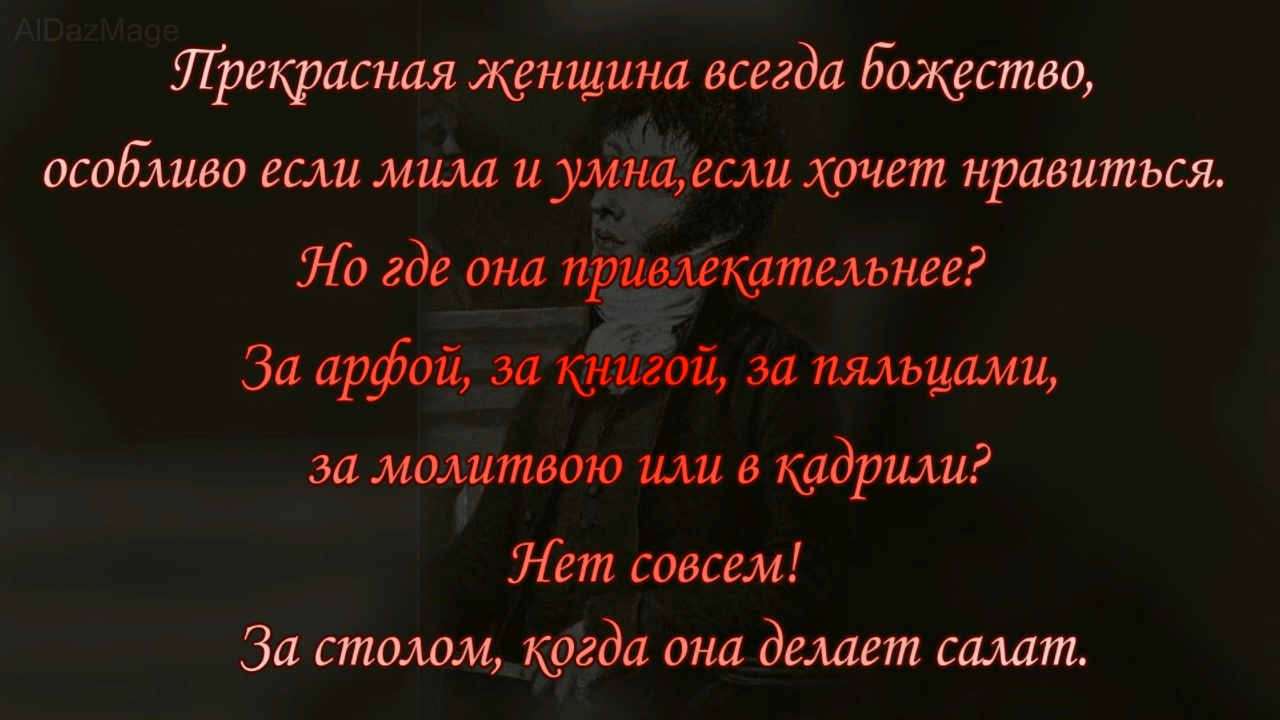 AlDazMage
Прекрасная женщина всегда божество,
особливо если мила и умна,если хочет нравиться.
Но где она привлекательнее?
За арфой, за книгой, за пяльцами,
за молитвою или в кадрили?
Нет совсем!
За столом, когда она делает салат.